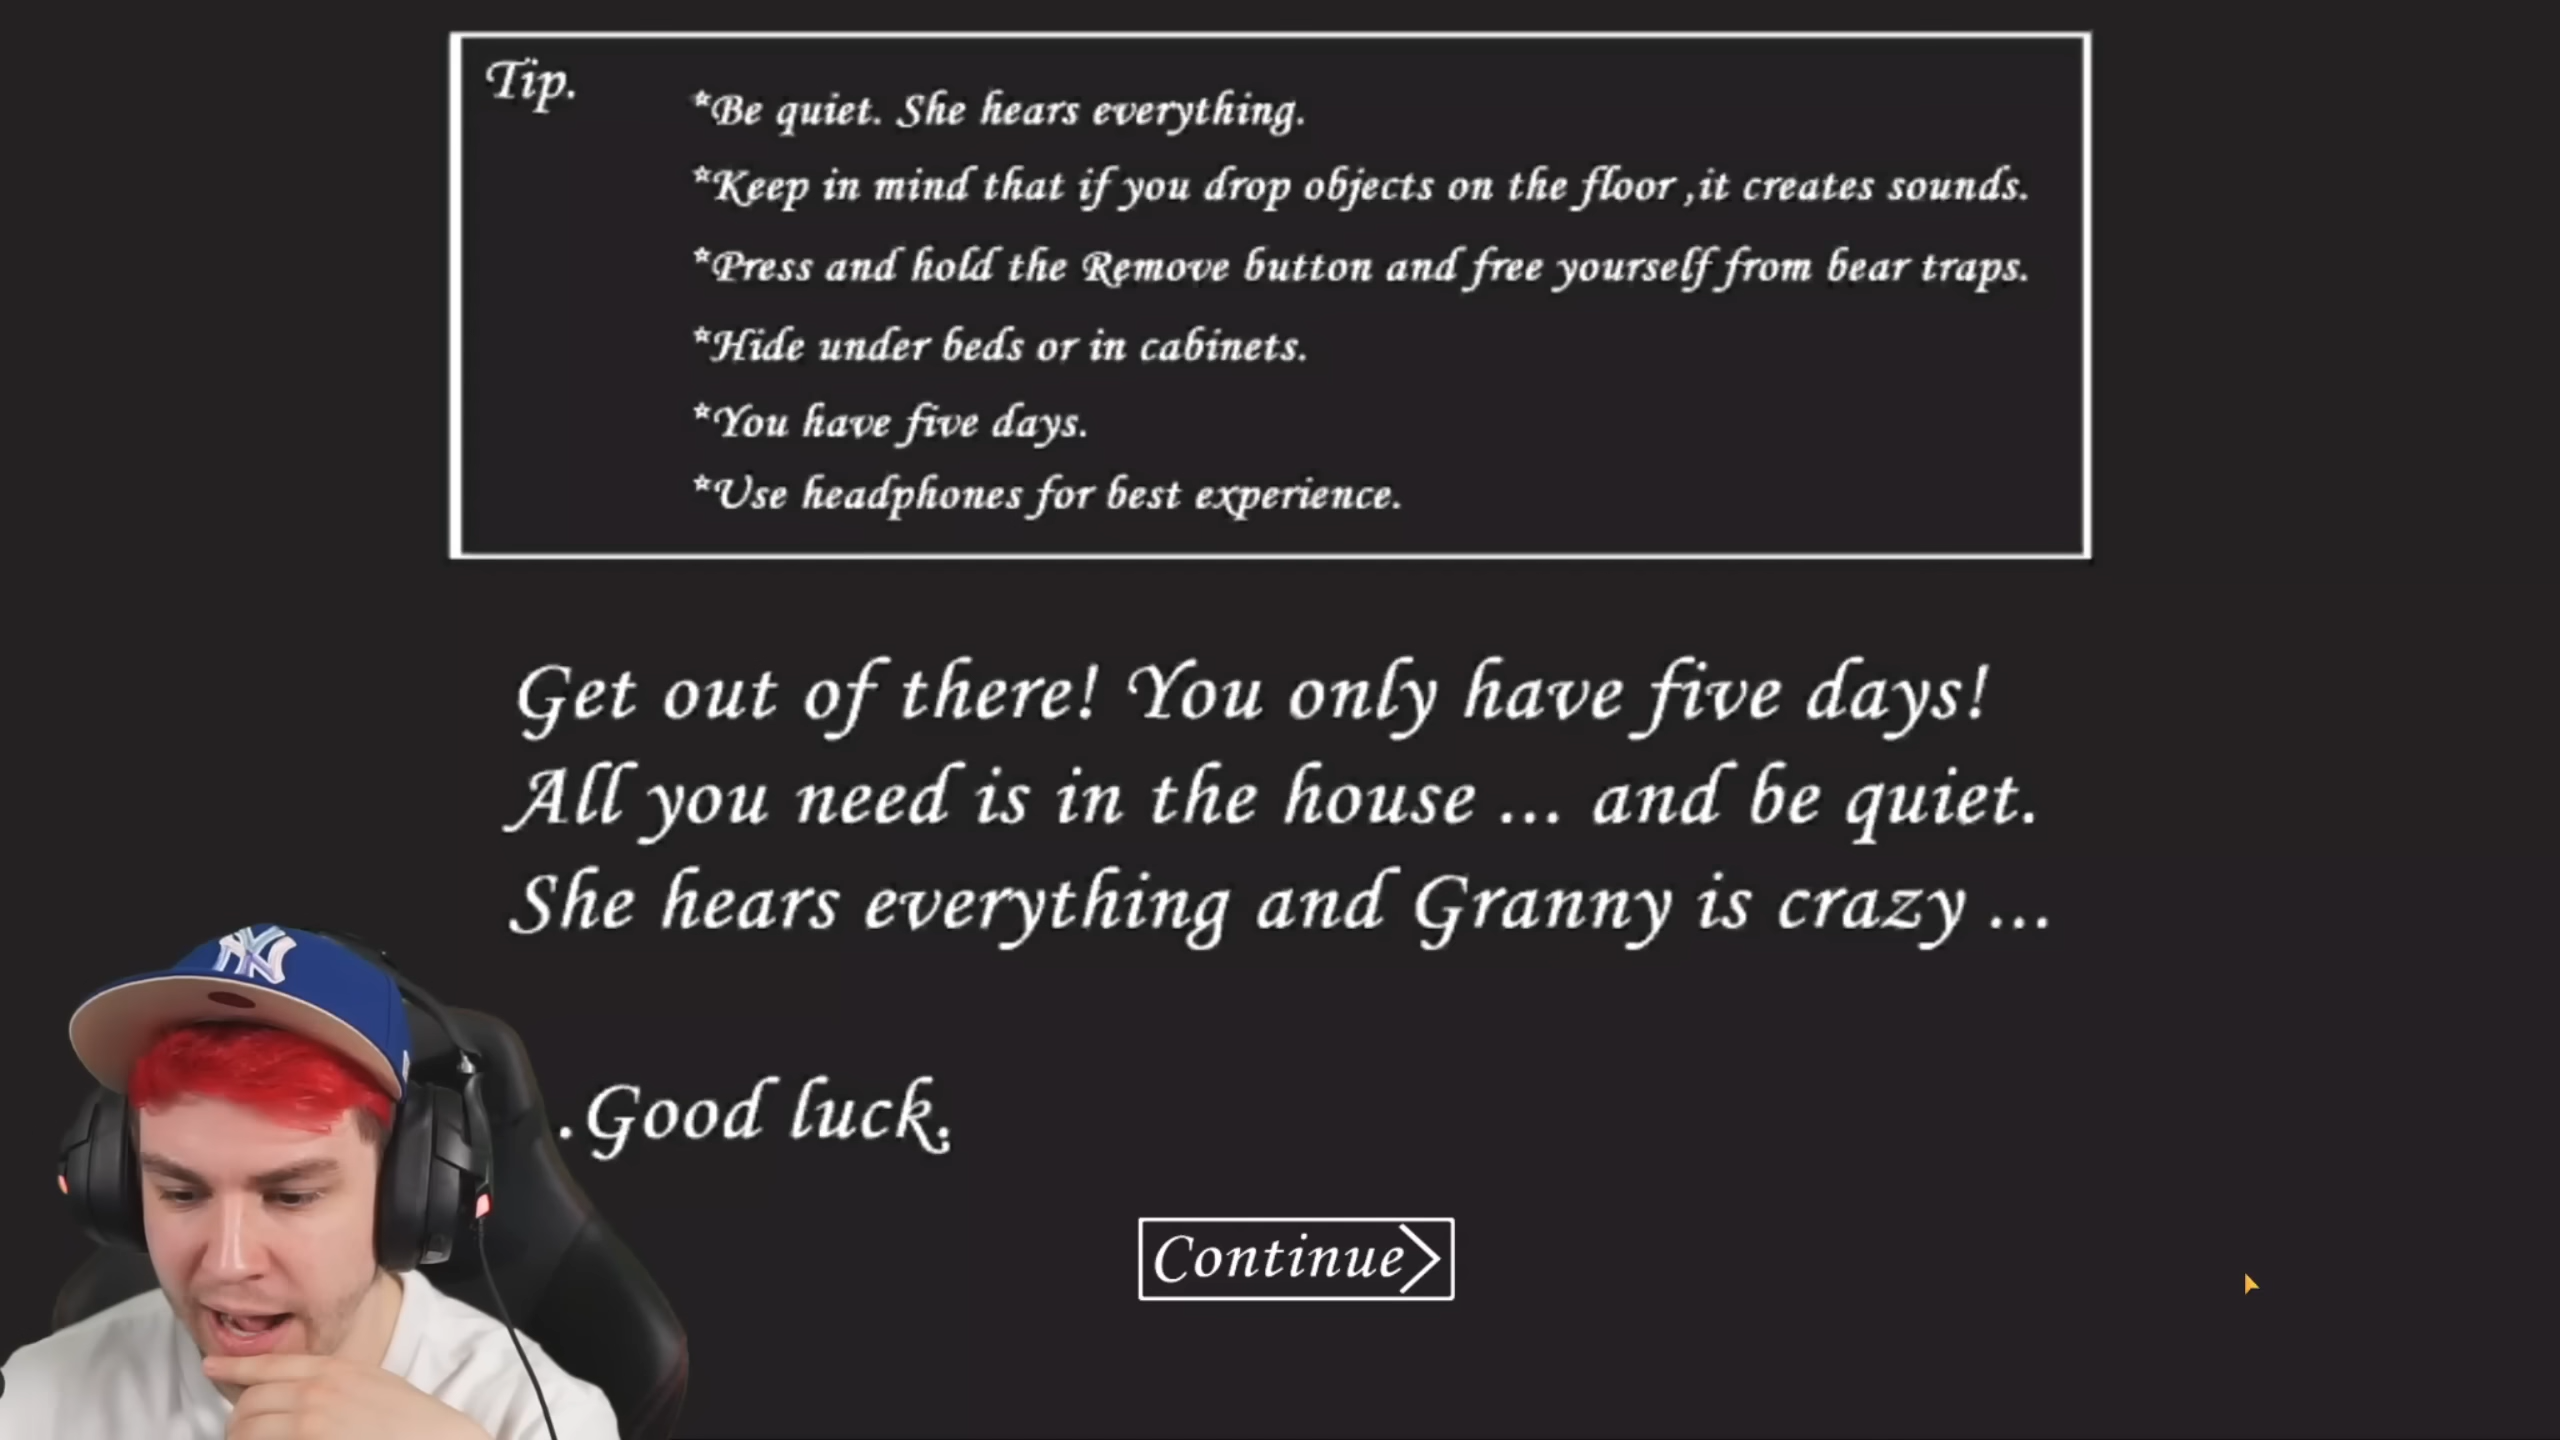 Tip.
*Be quiet. She hears everything.
*Keep in mind that if you drop objects on the floor ,it creates sounds.
*Press and hold the Remove button and free yourself from bear traps.
*Hide under beds or in cabinets.
*You have five days.
*Use headphones for best experience.
Get out of there! You only have five days!
All you need is in the house ... and be quiet.
She hears everything and Granny is crazy ...
NY
.Good luck.
Continue>